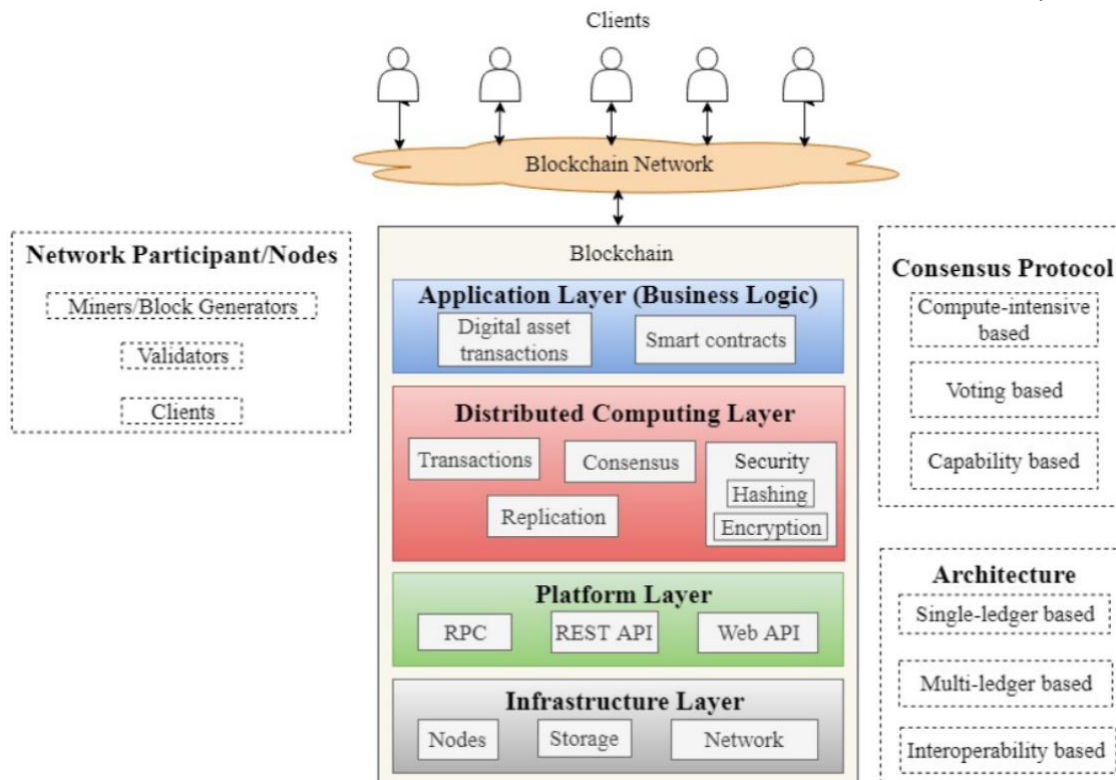 Clients
Blockchain Network
Network Participant/Nodes
Miners/Block Generators
Validators
Clients
Blockchain
Application Layer (Business Logic)
Digital asset
transactions
Smart contracts
Distributed Computing Layer
Transactions
Consensus
Replication
Security
Hashing
Encryption
Platform Layer
RPC
REST API
Web API
Infrastructure Layer
Nodes
Storage
Network
Consensus Protocol
Compute-intensive
based
Voting based
Capability based
Architecture
Single-ledger based
Multi-ledger based
Interoperability based